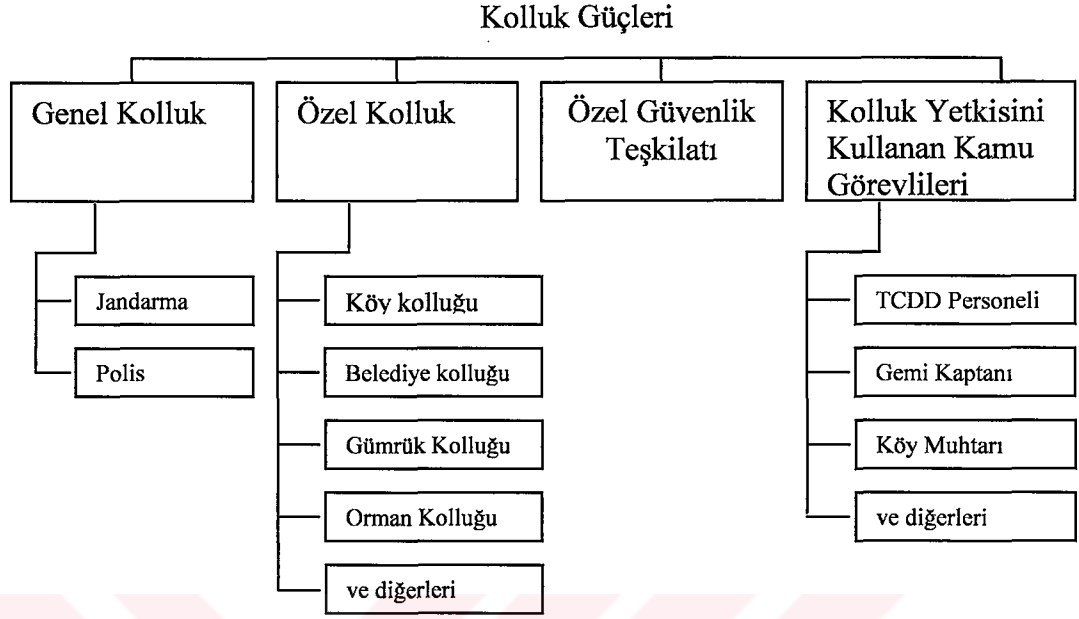 Kolluk Güçleri
Genel Kolluk
Jandarma
Polis
Özel Kolluk
Köy kolluğu
Belediye kolluğu
Gümrük Kolluğu
Orman Kolluğu
ve diğerleri
Özel Güvenlik
Teşkilatı
Kolluk Yetkisini
Kullanan Kamu
Görevlileri
TCDD Personeli
Gemi Kaptanı
Köy Muhtarı
ve diğerleri